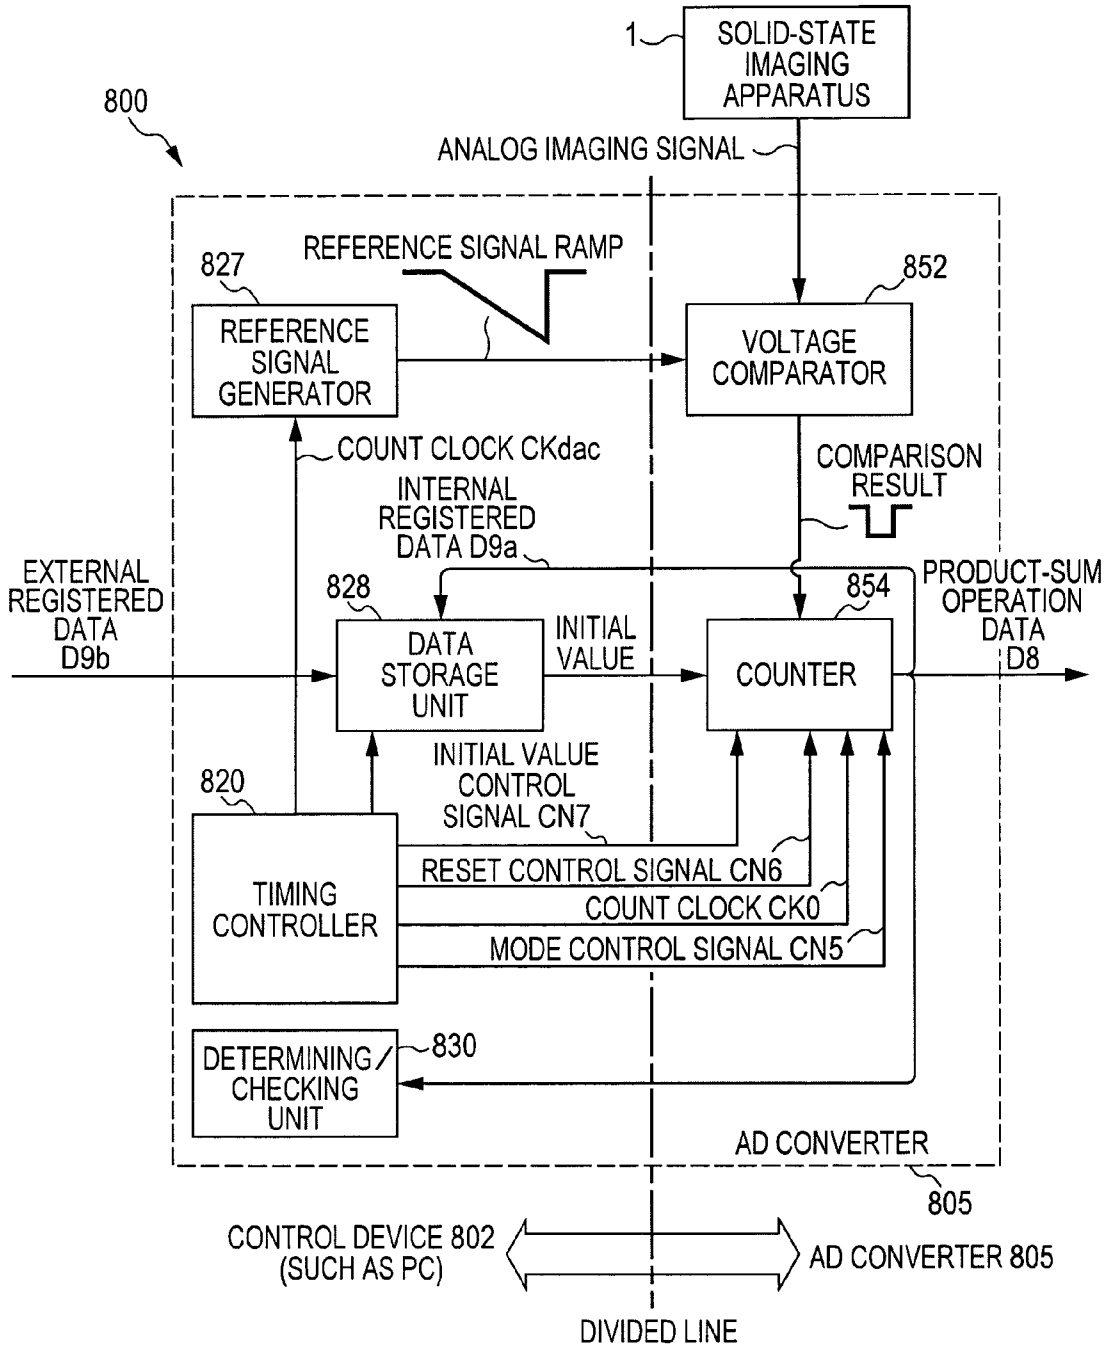 1
SOLID-STATE
IMAGING
APPARATUS
800
ANALOG IMAGING SIGNAL
REFERENCE SIGNAL RAMP
827
852
REFERENCE
SIGNAL
GENERATOR
VOLTAGE
COMPARATOR
COUNT CLOCK CKdac
COMPARISON
RESULT
INTERNAL
REGISTERED
DATA D9a
EXTERNAL
REGISTERED
DATA
D9b
828
854
PRODUCT-SUM
OPERATION
DATA
D8
DATA
STORAGE
UNIT
INITIAL
VALUE
COUNTER
820
INITIAL VALUE
CONTROL
SIGNAL CN7
RESET CONTROL SIGNAL CN6
TIMING
CONTROLLER
COUNT CLOCK CK0
MODE CONTROL SIGNAL CN5
DETERMINING/
CHECKING
UNIT
830
AD CONVERTER
805
CONTROL DEVICE 802
(SUCH AS PC)
AD CONVERTER 805
DIVIDED LINE